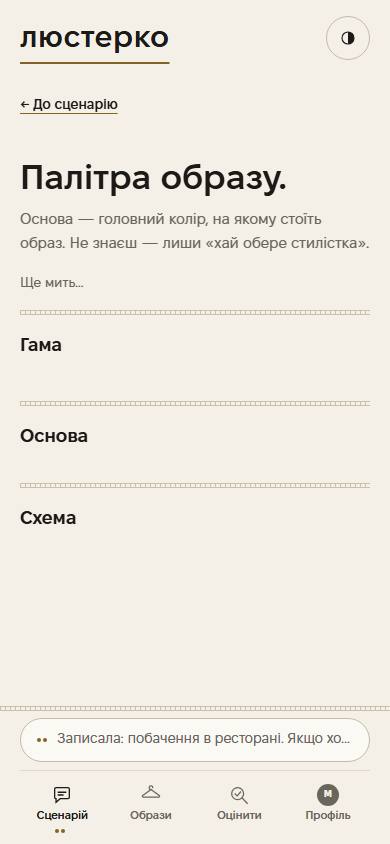 люстерко
← До сценарію
Палітра образу.
Основа — головний колір, на якому стоїть
образ. Не знаєш — лиши «хай обере стилістка».
Ще мить…
Гама
Основа
Схема
Записала: побачення в ресторані. Якщо хо…
Сценарій
Образи
Оцінити
М
Профіль